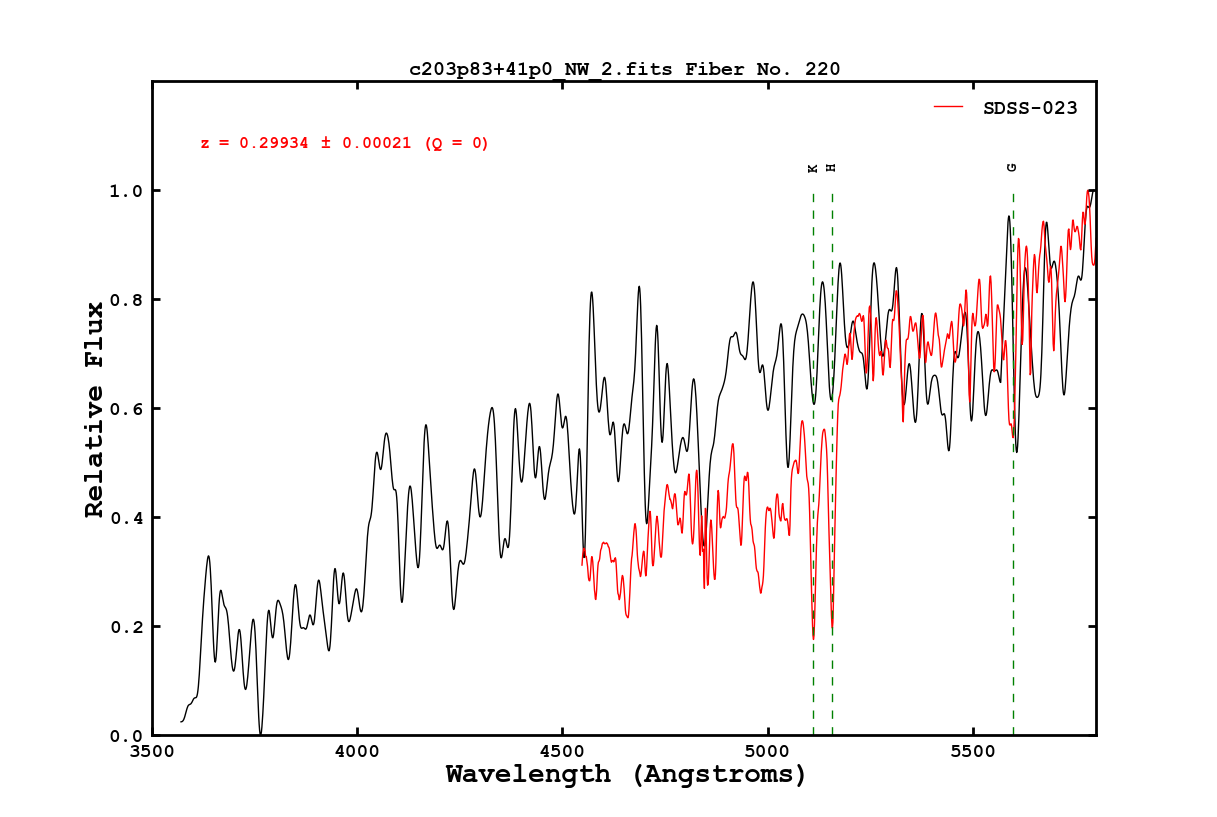 c203p83+41p0_NW_2.fits Fiber No. 220
SDSS-023
z = 0.29934 ± 0.00021 (Q = 0)
K H G
1.0
0.8
0.6
0.4
0.2
0.0
Relative Flux
3500 4000 4500 5000 5500
Wavelength (Angstroms)